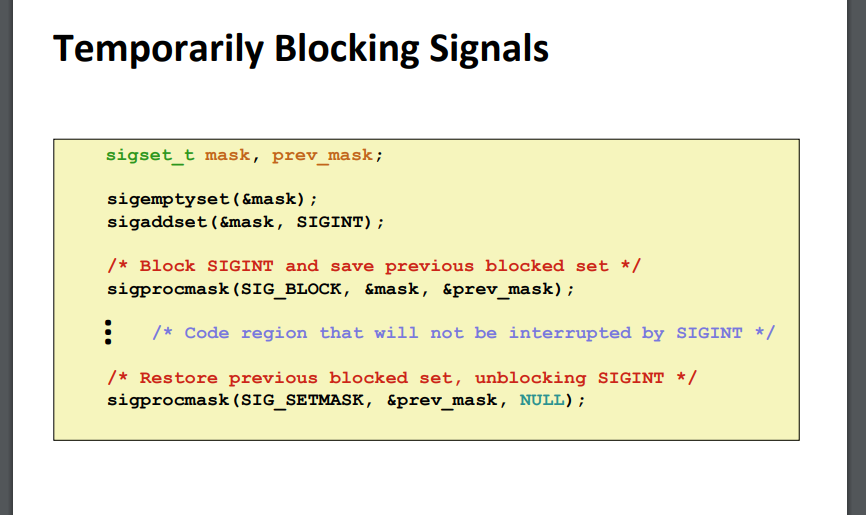 Temporarily Blocking Signals
sigset_t mask, prev_mask;
sigemptyset(&mask);
sigaddset(&mask, SIGINT);
/* Block SIGINT and save previous blocked set */
sigprocmask(SIG_BLOCK, &mask, &prev_mask);
/* Code region that will not be interrupted by SIGINT */
/* Restore previous blocked set, unblocking SIGINT */
sigprocmask(SIG_SETMASK, &prev_mask, NULL);